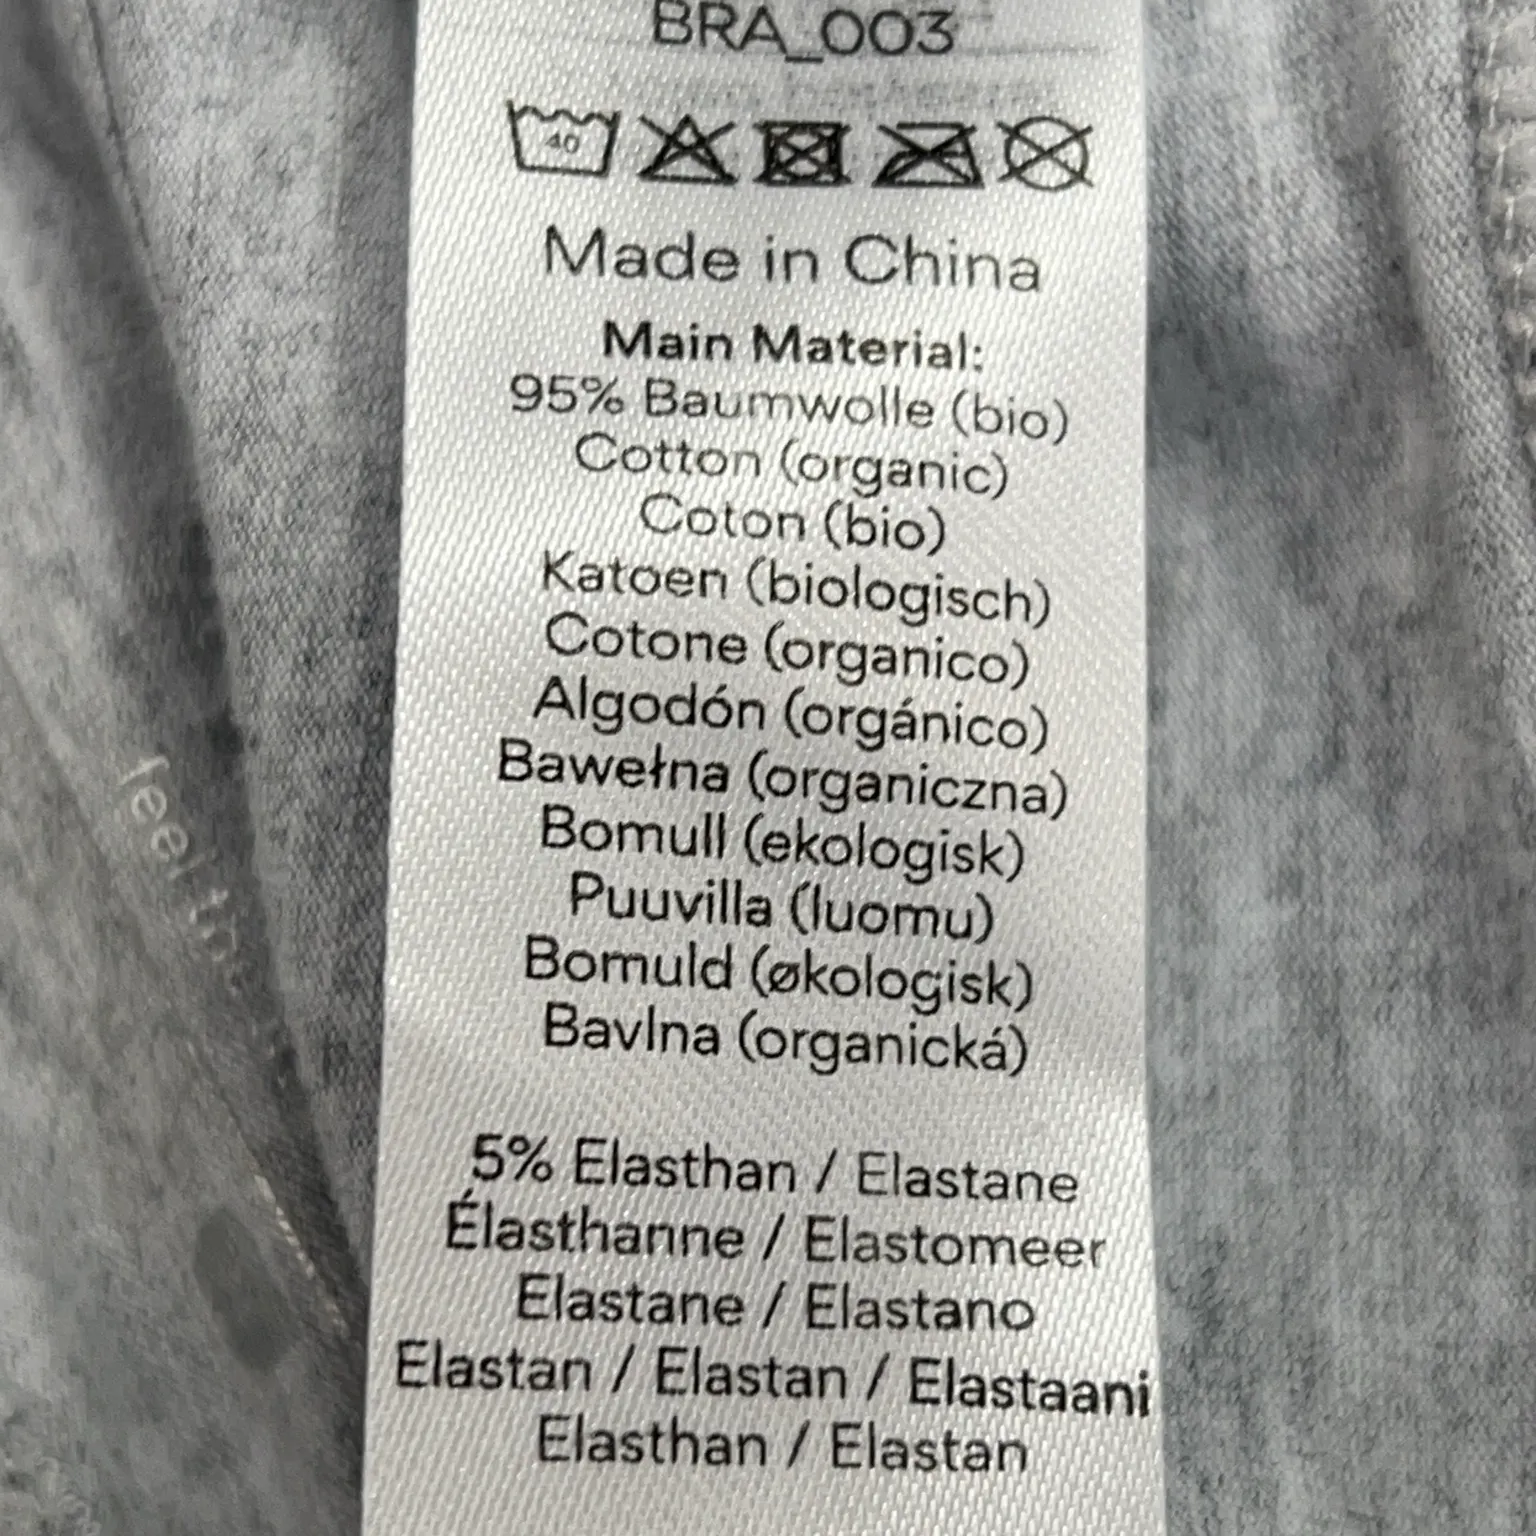 BRA_003
40
Made in China
Main Material:
95% Baumwolle (bio)
Cotton (organic)
Coton (bio)
Katoen (biologisch)
Cotone (organico)
Algodón (orgánico)
Bawełna (organiczna)
Bomull (ekologisk)
Puuvilla (luomu)
Bomuld (økologisk)
Bavlna (organická)
5% Elasthan / Elastane
Élasthanne / Elastomeer
Elastane / Elastano
Elastan / Elastan / Elastaani
Elasthan / Elastan
feel